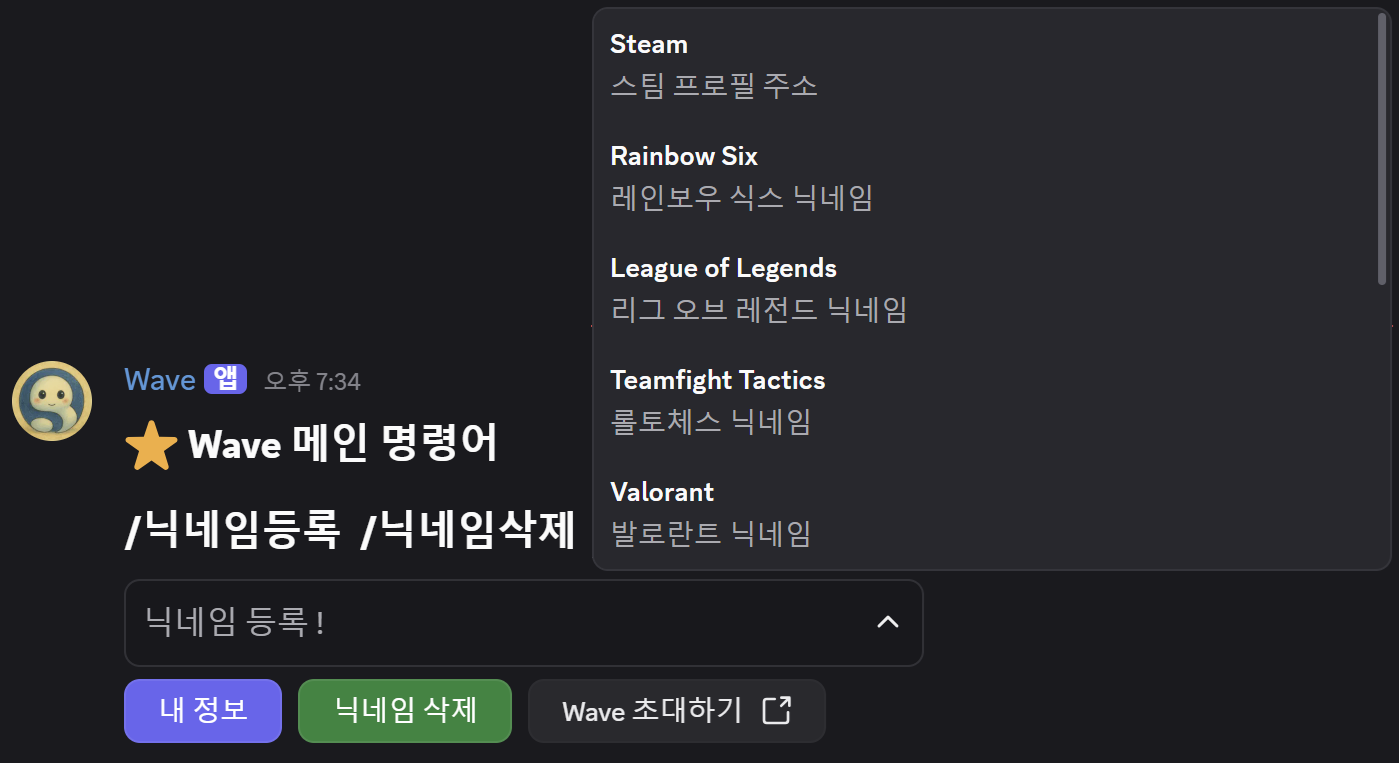 Steam
스팀 프로필 주소
Rainbow Six
레인보우 식스 닉네임
League of Legends
리그 오브 레전드 닉네임
Teamfight Tactics
롤토체스 닉네임
Valorant
발로란트 닉네임
Wave 앱 오후 7:34
Wave 메인 명령어
/닉네임등록 /닉네임삭제
닉네임 등록 !
내 정보 닉네임 삭제 Wave 초대하기